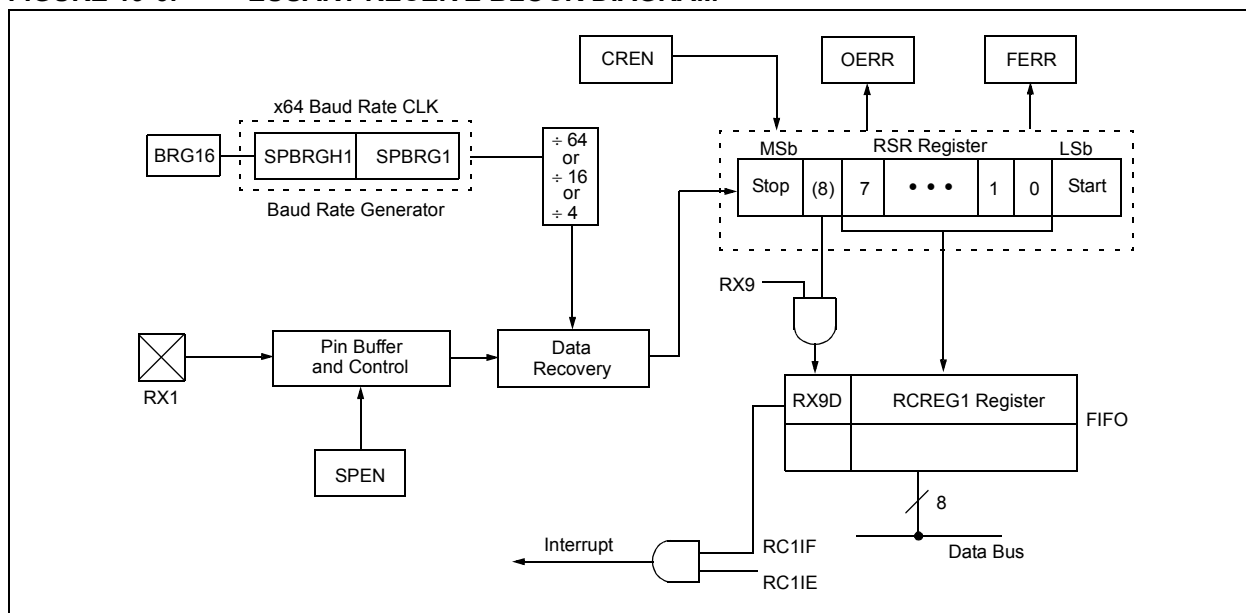 CREN
OERR
FERR
x64 Baud Rate CLK
BRG16
SPBRGH1
SPBRG1
Baud Rate Generator
÷ 64
or
÷ 16
or
÷ 4
MSb
RSR Register
LSb
Stop
(8)
7
• • •
1
0
Start
RX9
RX1
Pin Buffer
and Control
Data
Recovery
SPEN
RX9D
RCREG1 Register
FIFO
8
Data Bus
Interrupt
RC1IF
RC1IE